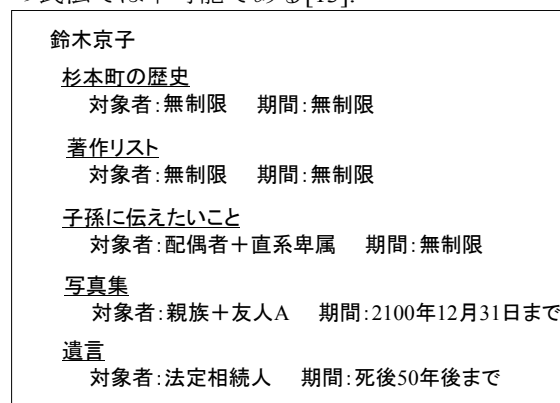 鈴木京子
杉本町の歴史
対象者:無制限 期間:無制限
著作リスト
対象者:無制限 期間:無制限
子孫に伝えたいこと
対象者:配偶者＋直系卑属 期間:無制限
写真集
対象者:親族＋友人A 期間:2100年12月31日まで
遺言
対象者:法定相続人 期間:死後50年後まで